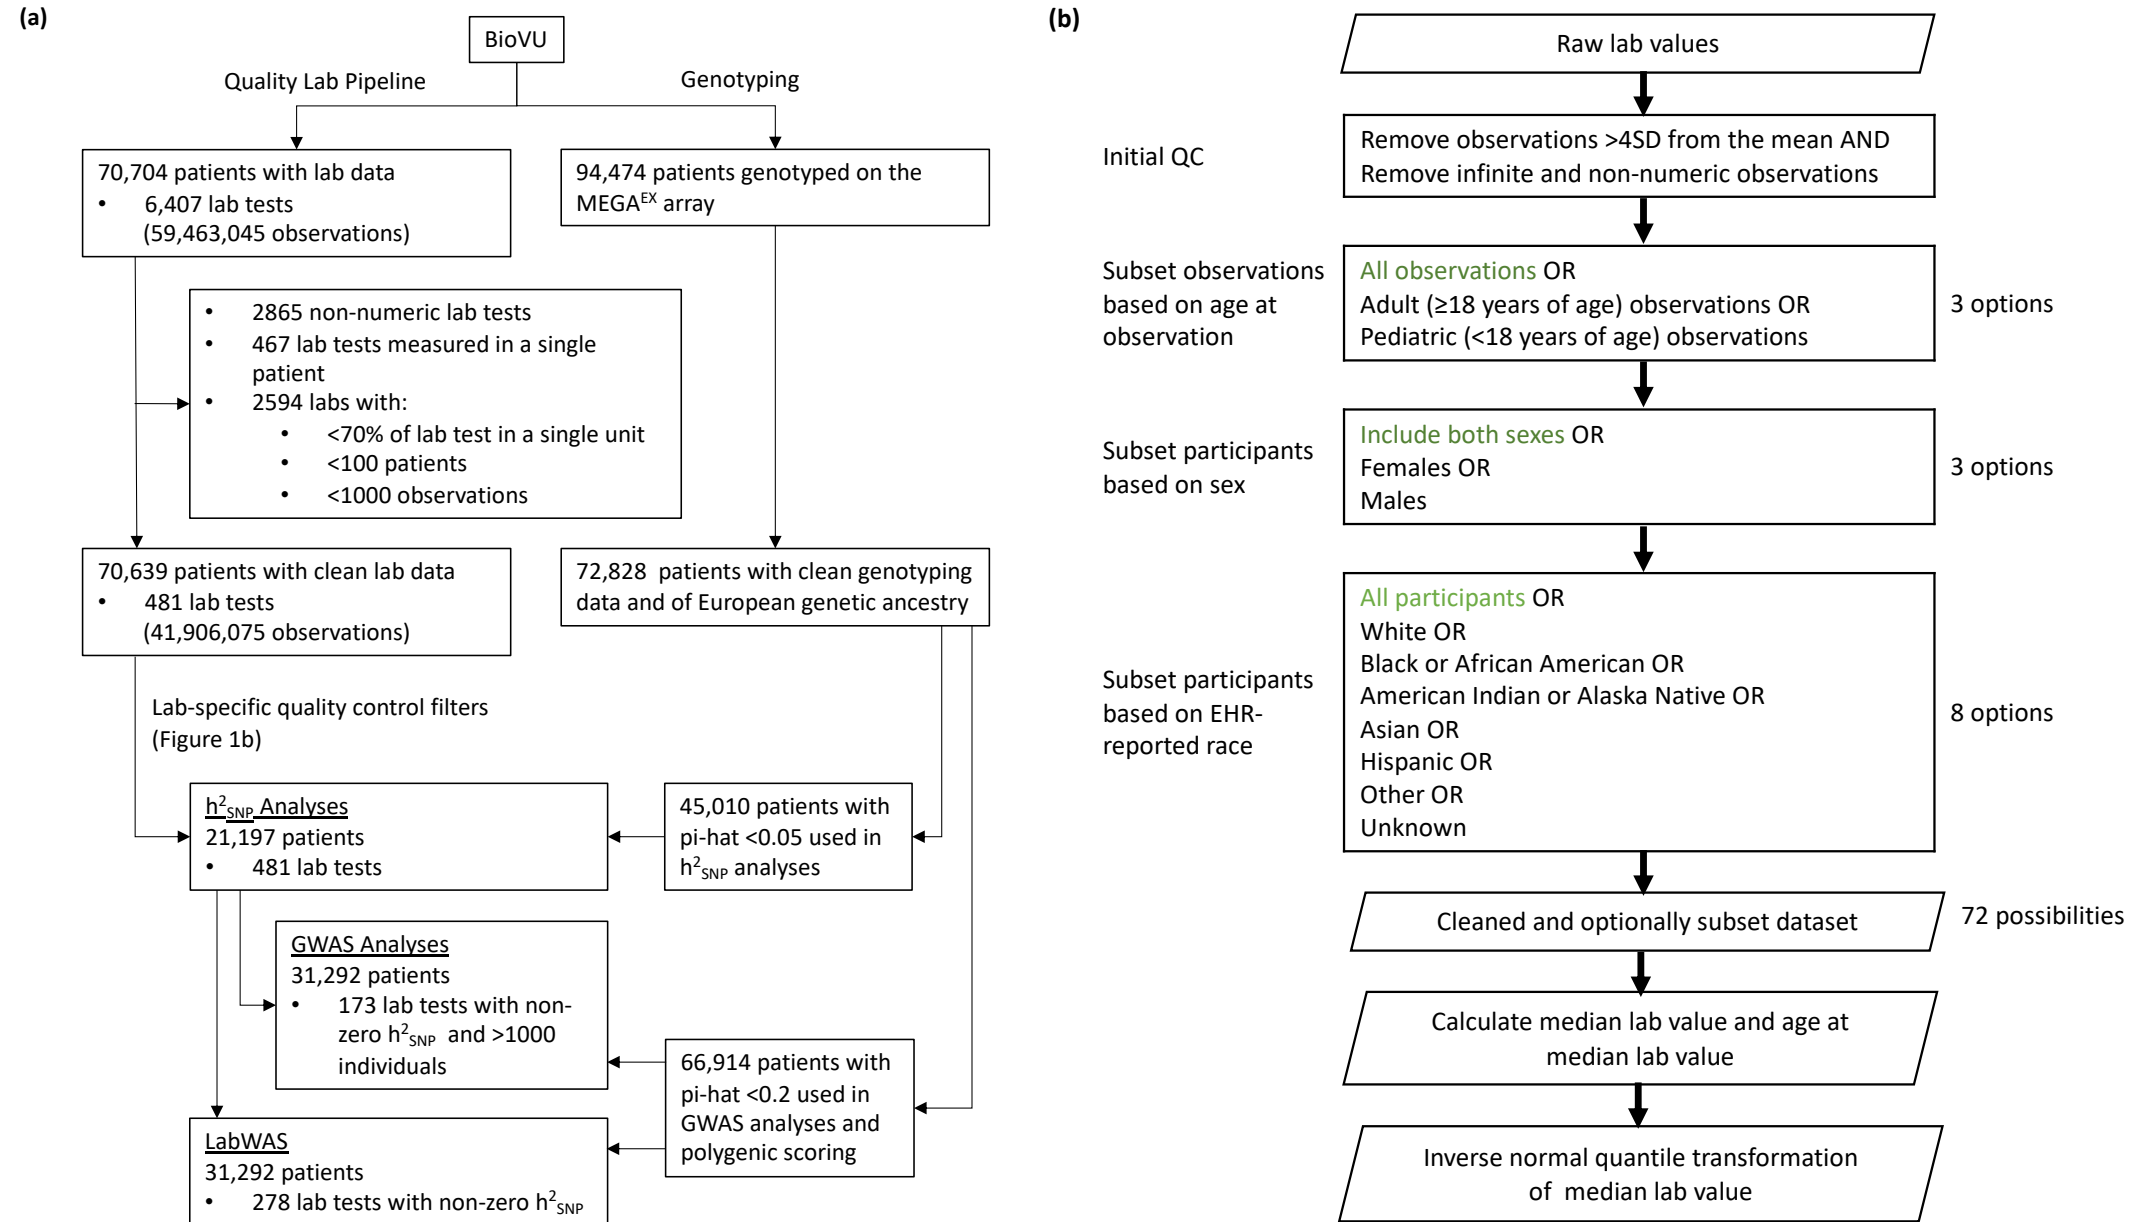 (a)
BioVU
Quality Lab Pipeline
Genotyping
70,704 patients with lab data
• 6,407 lab tests
(59,463,045 observations)
94,474 patients genotyped on the
MEGAEX array
• 2865 non-numeric lab tests
• 467 lab tests measured in a single
patient
• 2594 labs with:
• <70% of lab test in a single unit
• <100 patients
• <1000 observations
70,639 patients with clean lab data
• 481 lab tests
(41,906,075 observations)
72,828 patients with clean genotyping
data and of European genetic ancestry
Lab-specific quality control filters
(Figure 1b)
h2SNP Analyses
21,197 patients
• 481 lab tests
45,010 patients with
pi-hat <0.05 used in
h2SNP analyses
GWAS Analyses
31,292 patients
• 173 lab tests with non-
zero h2SNP and >1000
individuals
66,914 patients with
pi-hat <0.2 used in
GWAS analyses and
polygenic scoring
LabWAS
31,292 patients
• 278 lab tests with non-zero h2SNP
(b)
Raw lab values
Initial QC
Remove observations >4SD from the mean AND
Remove infinite and non-numeric observations
Subset observations
based on age at
observation
All observations OR
Adult (≥18 years of age) observations OR
Pediatric (<18 years of age) observations
3 options
Subset participants
based on sex
Include both sexes OR
Females OR
Males
3 options
Subset participants
based on EHR-
reported race
All participants OR
White OR
Black or African American OR
American Indian or Alaska Native OR
Asian OR
Hispanic OR
Other OR
Unknown
8 options
Cleaned and optionally subset dataset
72 possibilities
Calculate median lab value and age at
median lab value
Inverse normal quantile transformation
of median lab value